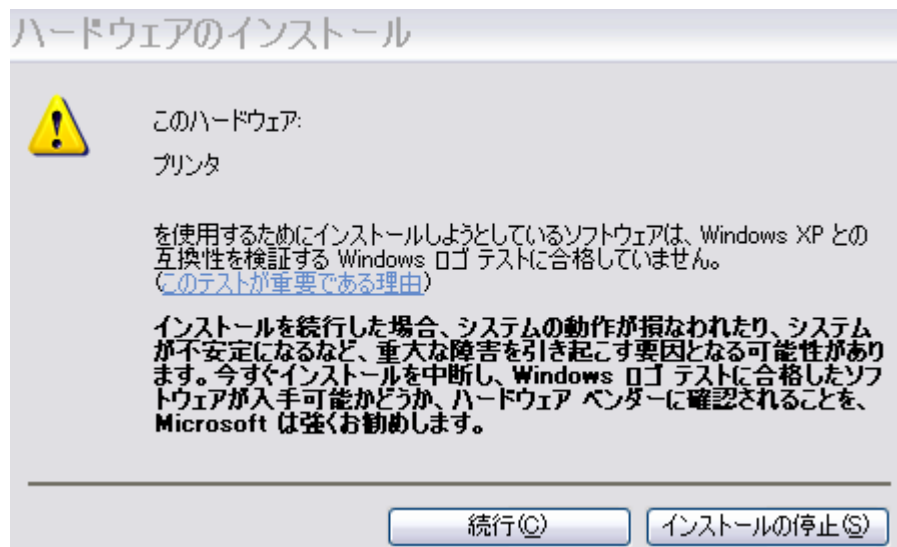 ハードウェアのインストール
このハードウェア:
プリンタ
を使用するためにインストールしようとしているソフトウェアは、Windows XP との
互換性を検証する Windows ロゴ テストに合格していません。
(このテストが重要である理由)
インストールを続行した場合、システムの動作が損なわれたり、システム
が不安定になるなど、重大な障害を引き起こす要因となる可能性があり
ます。今すぐインストールを中断し、Windows ロゴ テストに合格したソフ
トウェアが入手可能かどうか、ハードウェア ベンダーに確認されることを、
Microsoft は強くお勧めします。
続行(C) インストールの停止(S)